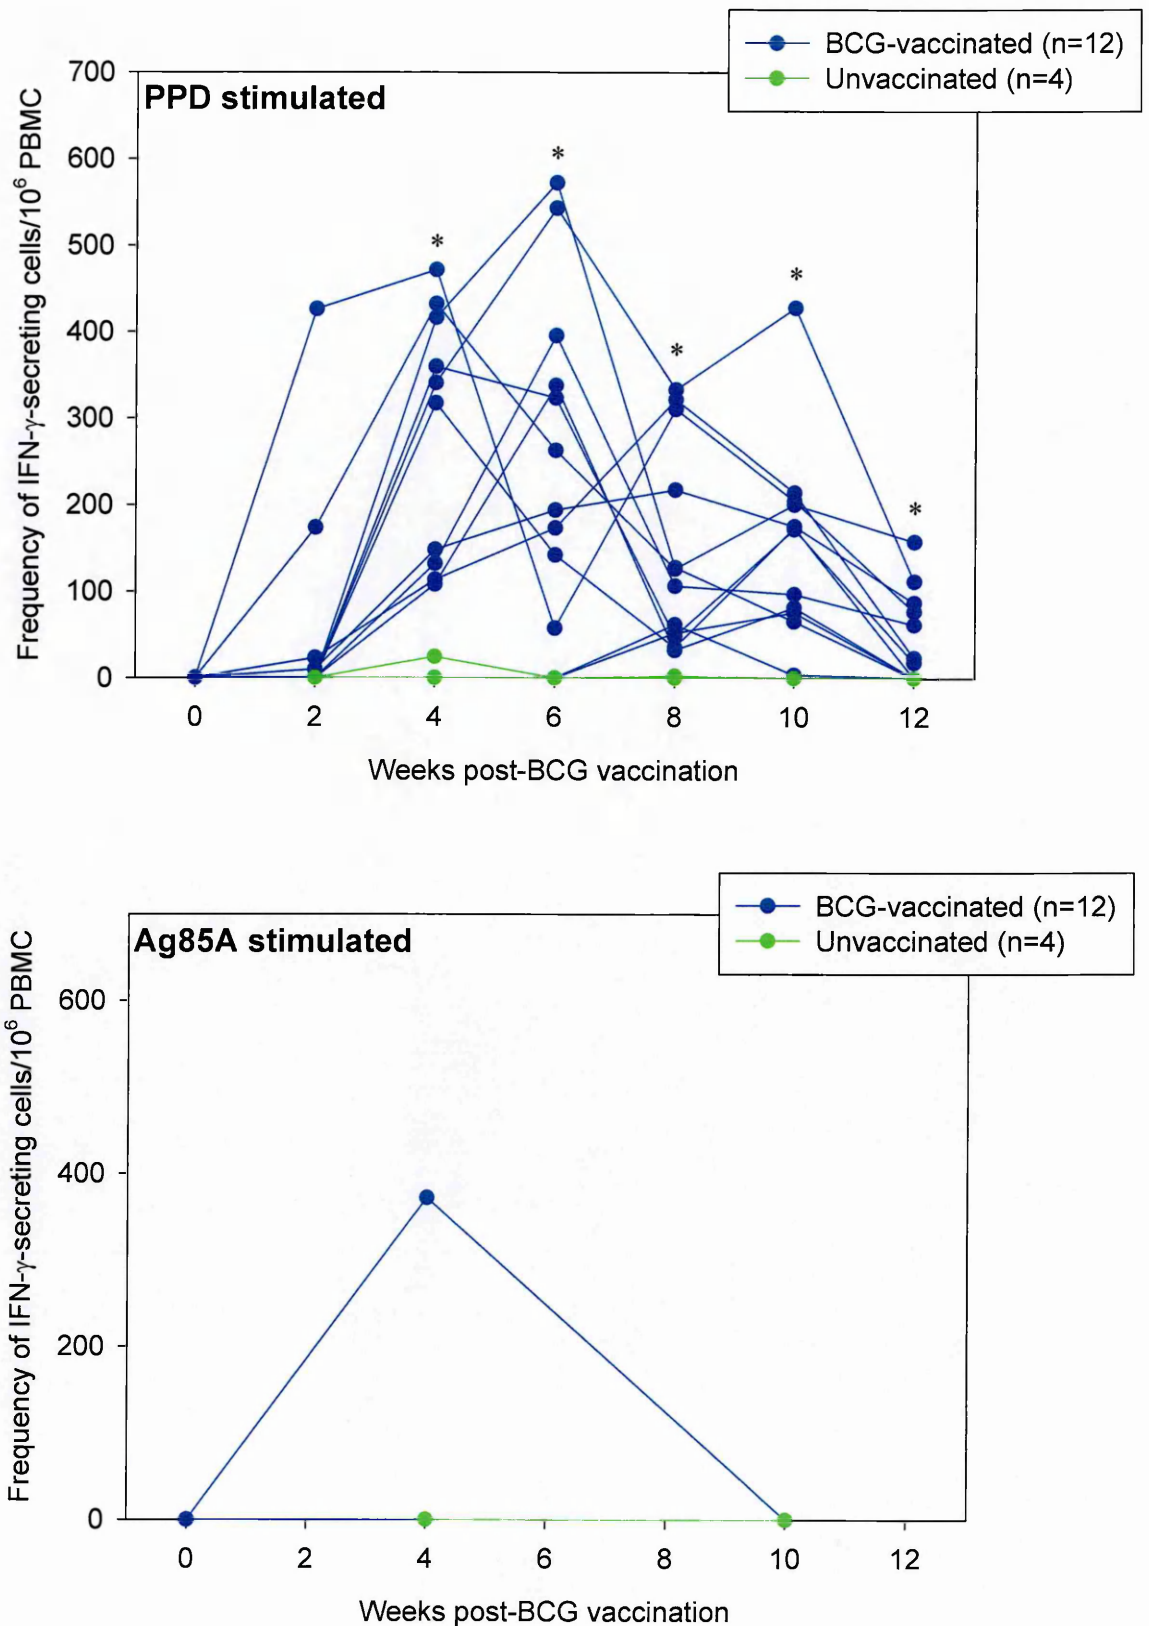 BCG-vaccinated (n=12)
Unvaccinated (n=4)
PPD stimulated
Frequency of IFN-γ-secreting cells/10⁶ PBMC
700
600
500
400
300
200
100
0
*
*
*
*
*
0 2 4 6 8 10 12
Weeks post-BCG vaccination
BCG-vaccinated (n=12)
Unvaccinated (n=4)
Ag85A stimulated
Frequency of IFN-γ-secreting cells/10⁶ PBMC
600
400
200
0
0 2 4 6 8 10 12
Weeks post-BCG vaccination